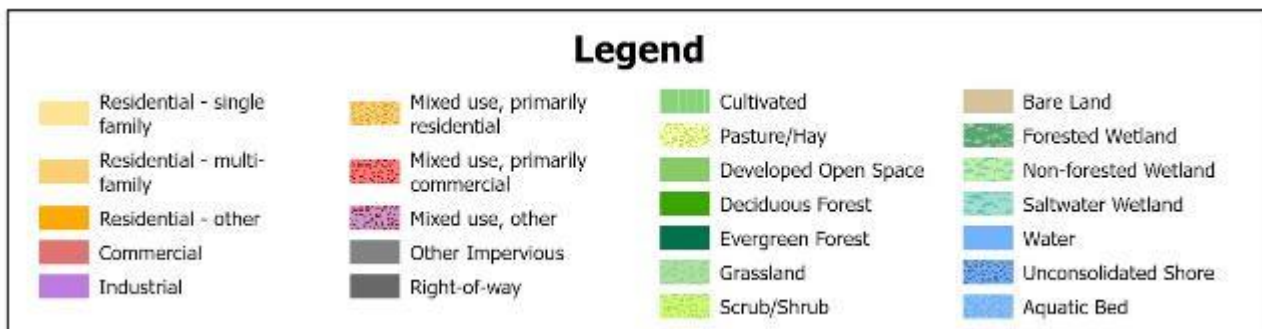 Legend
Residential - single
family
Residential - multi-
family
Residential - other
Commercial
Industrial
Mixed use, primarily
residential
Mixed use, primarily
commercial
Mixed use, other
Other Impervious
Right-of-way
Cultivated
Pasture/Hay
Developed Open Space
Deciduous Forest
Evergreen Forest
Grassland
Scrub/Shrub
Bare Land
Forested Wetland
Non-forested Wetland
Saltwater Wetland
Water
Unconsolidated Shore
Aquatic Bed